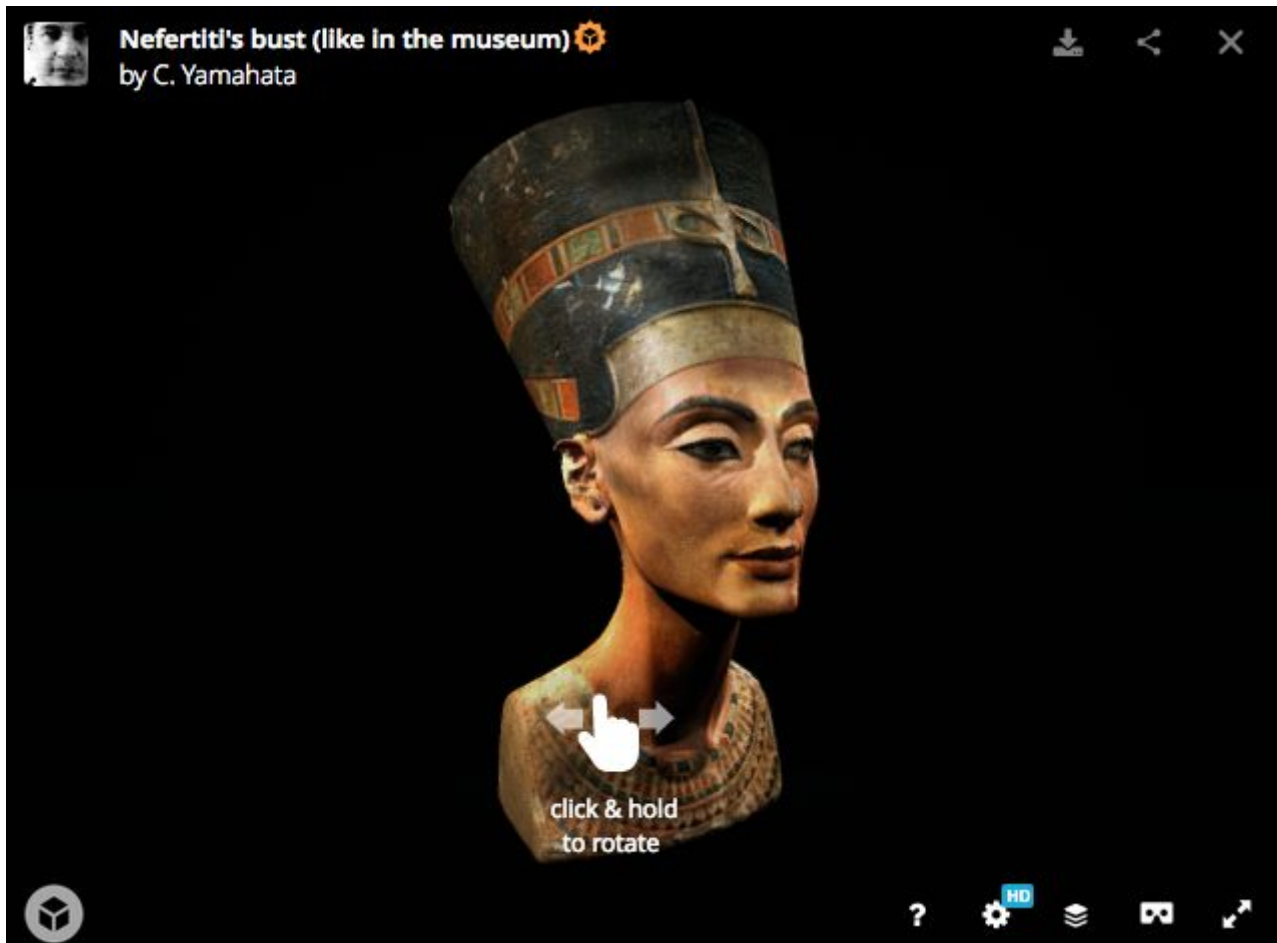 Nefertiti's bust (like in the museum)
by C. Yamahata
click & hold
to rotate
?
HD